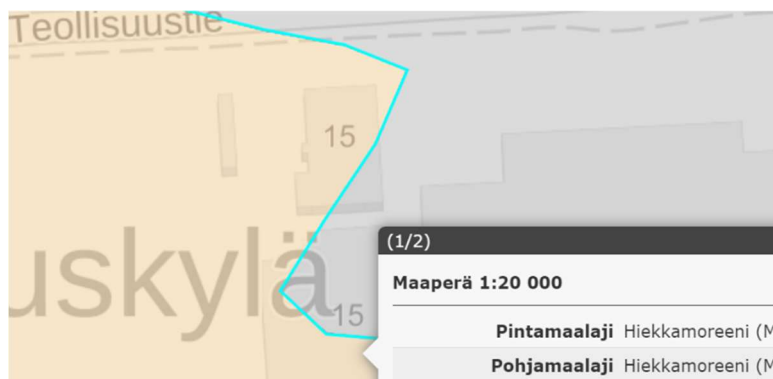 Teollisuustie
15
uskylä
15
(1/2)
Maaperä 1:20 000
Pintamaalaji Hiekkamoreeni (M
Pohjamaalaji Hiekkamoreeni (M